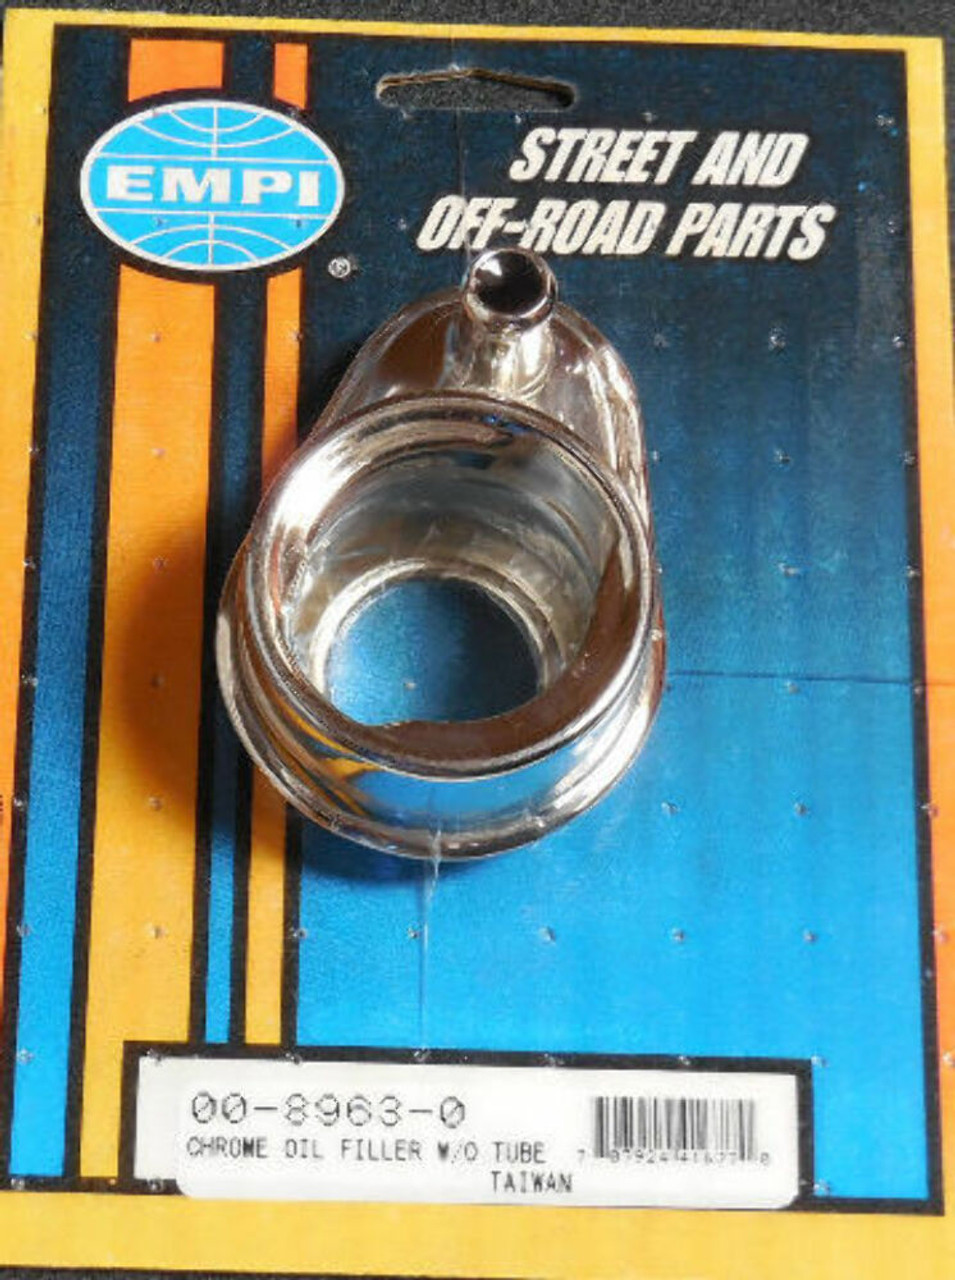 EMPI
®
STREET AND
OFF-ROAD PARTS
00-8963-0
CHROME OIL FILLER W/O TUBE
TAIWAN